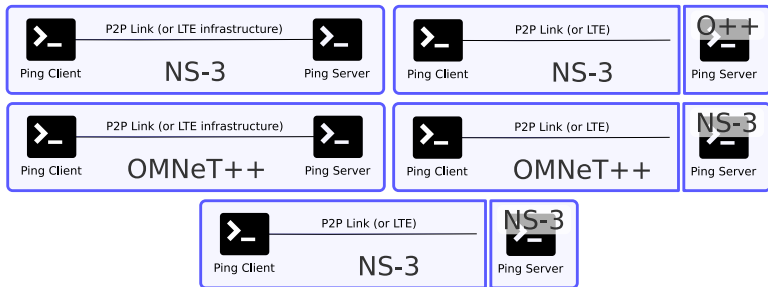 P2P Link (or LTE infrastructure)
Ping Client
NS-3
Ping Server
P2P Link (or LTE)
Ping Client
NS-3
O++
Ping Server
P2P Link (or LTE infrastructure)
Ping Client
OMNeT++
Ping Server
P2P Link (or LTE)
Ping Client
OMNeT++
NS-3
Ping Server
P2P Link (or LTE)
Ping Client
NS-3
NS-3
Ping Server